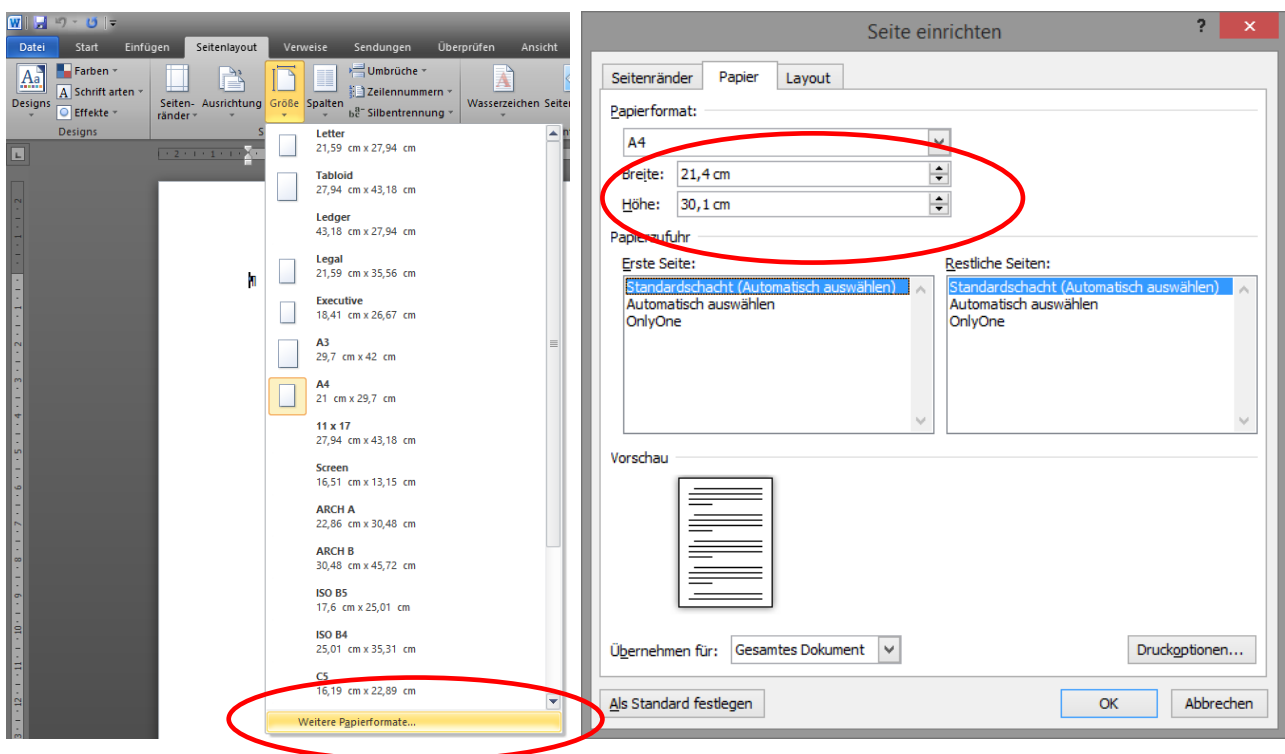 Datei Start Einfügen Seitenlayout Verweise Sendungen Überprüfen Ansicht
Farben
Schriftarten
Effekte
Designs
Seiten-
ränder
Ausrichtung
Größe
Spalten
Umbrüche
Zeilennummern
Silbentrennung
Wasserzeichen
Designs
Letter
21,59 cm x 27,94 cm
Tabloid
27,94 cm x 43,18 cm
Ledger
43,18 cm x 27,94 cm
Legal
21,59 cm x 35,56 cm
Executive
18,41 cm x 26,67 cm
A3
29,7 cm x 42 cm
A4
21 cm x 29,7 cm
11 x 17
27,94 cm x 43,18 cm
Screen
16,51 cm x 13,15 cm
ARCH A
22,86 cm x 30,48 cm
ARCH B
30,48 cm x 45,72 cm
ISO B5
17,6 cm x 25,01 cm
ISO B4
25,01 cm x 35,31 cm
C5
16,19 cm x 22,89 cm
Weitere Papierformate...
Seite einrichten
Seitenränder Papier Layout
Papierformat:
A4
Breite: 21,4 cm
Höhe: 30,1 cm
Papierzufuhr
Erste Seite:
Standardschacht (Automatisch auswählen)
Automatisch auswählen
OnlyOne
Restliche Seiten:
Standardschacht (Automatisch auswählen)
Automatisch auswählen
OnlyOne
Vorschau
Übernehmen für: Gesamtes Dokument
Druckoptionen...
Als Standard festlegen
OK
Abbrechen